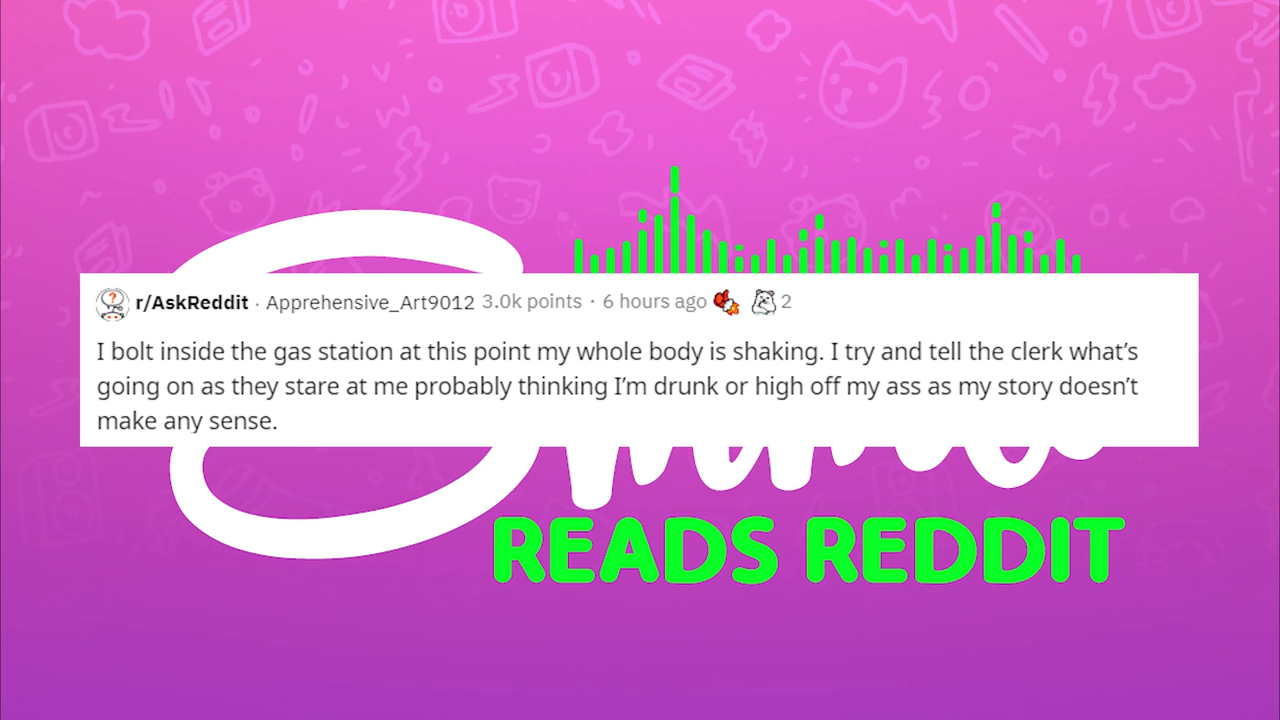 r/AskReddit · Apprehensive_Art9012 3.0k points · 6 hours ago 2
I bolt inside the gas station at this point my whole body is shaking. I try and tell the clerk what’s
going on as they stare at me probably thinking I’m drunk or high off my ass as my story doesn’t
make any sense.
READS REDDIT